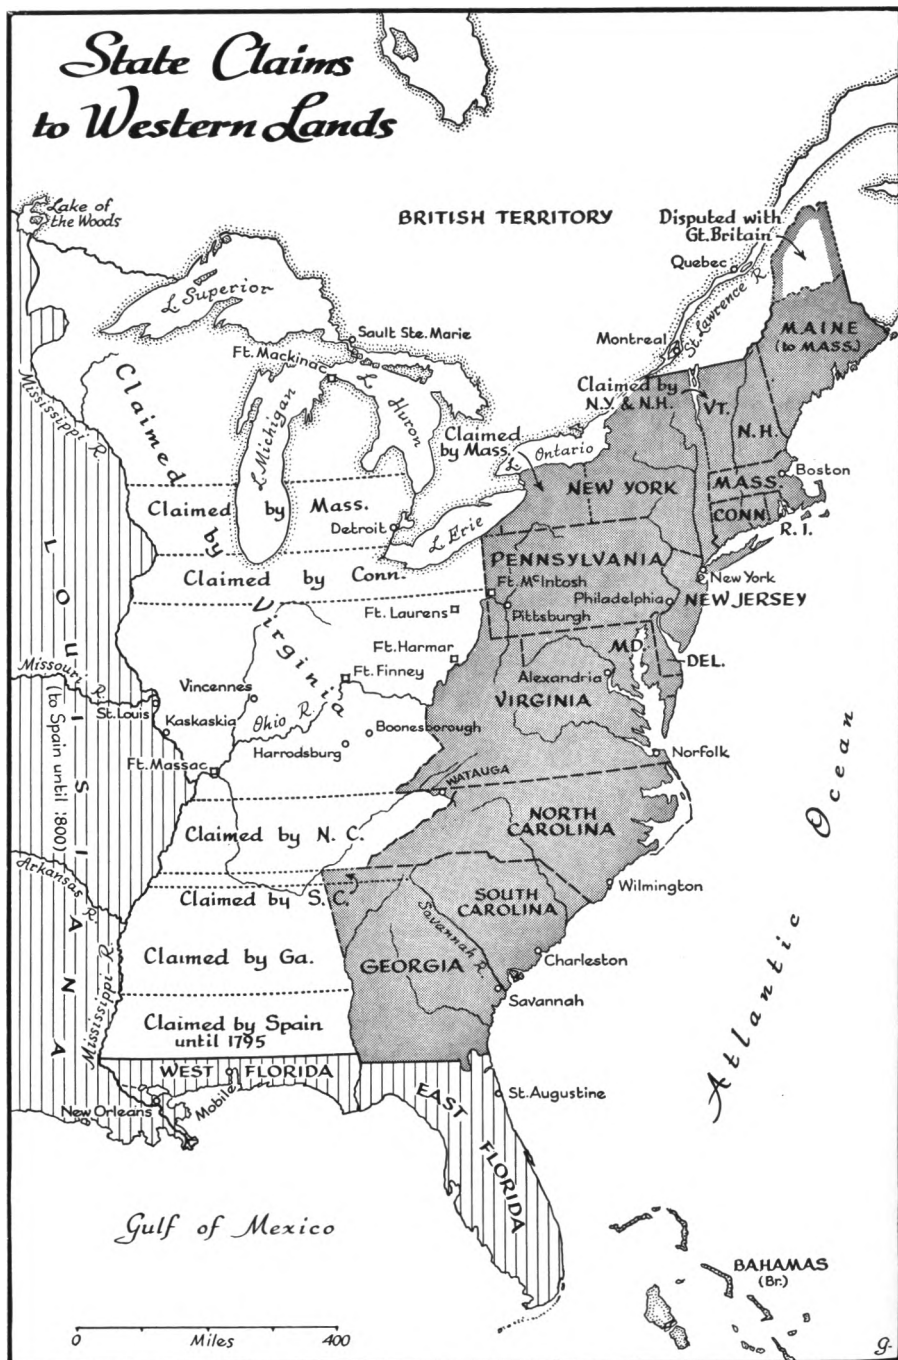 State Claims
to Western Lands
Lake of
the Woods
BRITISH TERRITORY
Disputed with
Gt. Britain
Quebec
St. Lawrence R.
L. Superior
Sault Ste. Marie
Montreal
MAINE
(to MASS.)
Ft. Mackinac
L. Huron
L. Michigan
Claimed by
N.Y. & N.H.
VT.
N.H.
Mississippi R.
Claimed by Virginia
Claimed
by Mass.
L. Ontario
Boston
MASS.
NEW YORK
CONN.
R. I.
Claimed by Mass.
Detroit
L. Erie
PENNSYLVANIA
Claimed by Conn.
Ft. McIntosh
New York
Philadelphia
NEW JERSEY
Ft. Laurens
Pittsburgh
Ft. Harmar
MD.
DEL.
Missouri R.
Ft. Finney
Alexandria
Vincennes
VIRGINIA
St. Louis
Kaskaskia
Ohio R.
Boonesborough
Harrodsburg
Norfolk
Ft. Massac
WATAUGA
LOUISIANA
(to Spain until 1800)
NORTH
CAROLINA
Claimed by N. C.
Arkansas R.
Claimed by S. C.
SOUTH
CAROLINA
Wilmington
Savannah R.
Claimed by Ga.
GEORGIA
Charleston
Savannah
Mississippi-R.
Claimed by Spain
until 1795
Atlantic Ocean
WEST FLORIDA
EAST FLORIDA
St. Augustine
New Orleans
Mobile
Gulf of Mexico
BAHAMAS
(Br.)
0 Miles 400
g-